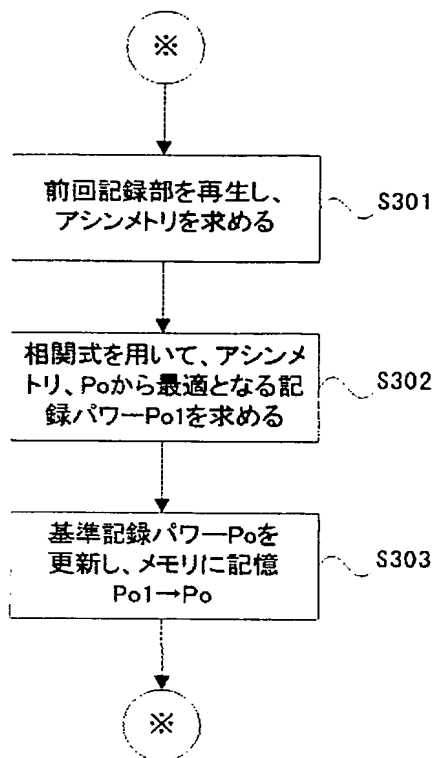 ※
前回記録部を再生し、
アシンメトリを求める
S301
相関式を用いて、アシンメ
トリ、Poから最適となる記
録パワーPo1を求める
S302
基準記録パワーPoを
更新し、メモリに記憶
Po1→Po
S303
※